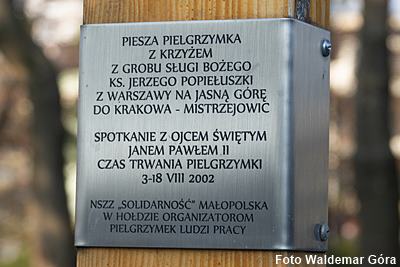 PIESZA PIELGRZYMKA
Z KRZYŻEM
Z GROBU SŁUGI BOŻEGO
KS. JERZEGO POPIEŁUSZKI
Z WARSZAWY NA JASNĄ GÓRĘ
DO KRAKOWA - MISTRZEJOWIC
SPOTKANIE Z OJCEM ŚWIĘTYM
JANEM PAWŁEM II
CZAS TRWANIA PIELGRZYMKI
3-18 VIII 2002
NSZZ „SOLIDARNOŚĆ” MAŁOPOLSKA
W HOŁDZIE ORGANIZATOROM
PIELGRZYMEK LUDZI PRACY
Foto Waldemar Góra